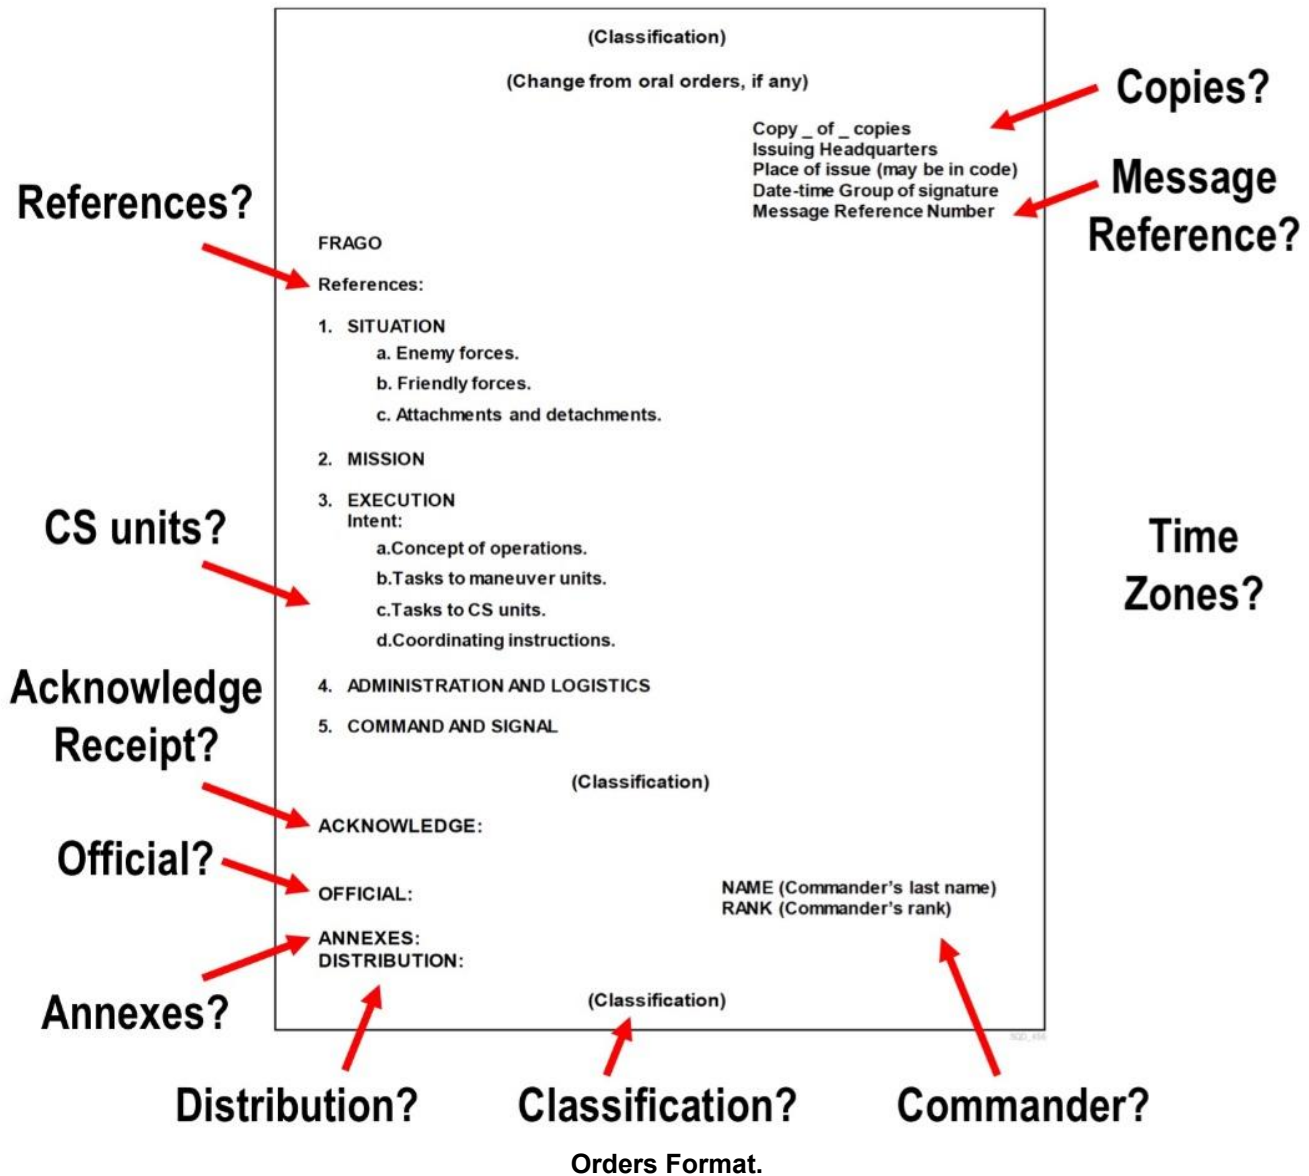 (Classification)
(Change from oral orders, if any)
Copies?
Copy _ of _ copies
Issuing Headquarters
Place of issue (may be in code)
Date-time Group of signature
Message Reference Number
Message
Reference?
References?
FRAGO
References:
1. SITUATION
a. Enemy forces.
b. Friendly forces.
c. Attachments and detachments.
2. MISSION
3. EXECUTION
Intent:
a.Concept of operations.
b.Tasks to maneuver units.
c.Tasks to CS units.
d.Coordinating instructions.
CS units?
Time
Zones?
4. ADMINISTRATION AND LOGISTICS
5. COMMAND AND SIGNAL
Acknowledge
Receipt?
(Classification)
ACKNOWLEDGE:
Official?
OFFICIAL:
NAME (Commander's last name)
RANK (Commander's rank)
ANNEXES:
DISTRIBUTION:
Annexes?
(Classification)
Distribution?
Classification?
Commander?
Orders Format.